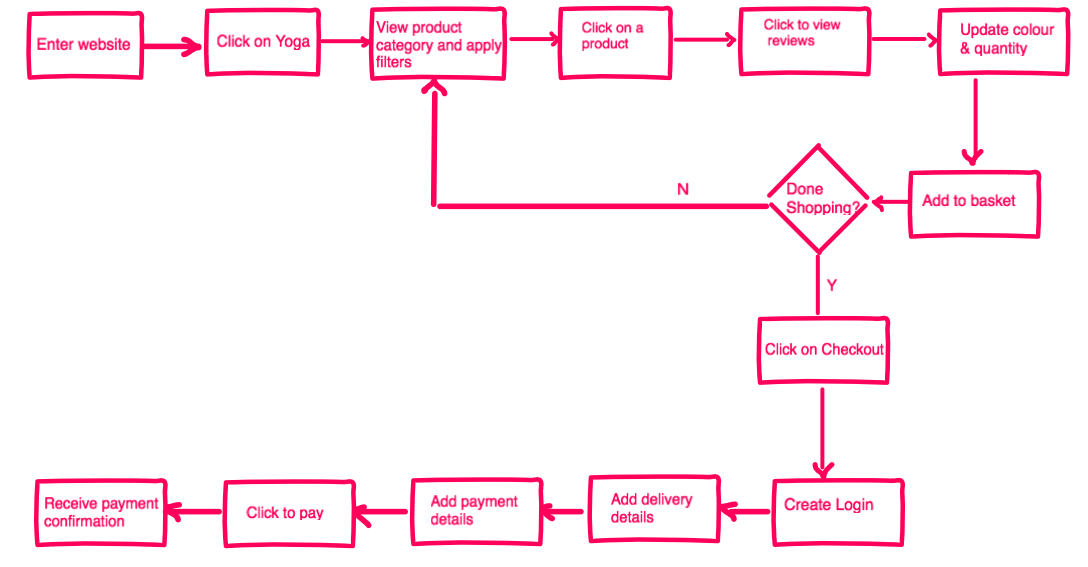 Enter website
Click on Yoga
View product
category and apply
filters
Click on a
product
Click to view
reviews
Update colour
& quantity
Add to basket
Done
Shopping?
N
Y
Click on Checkout
Create Login
Add delivery
details
Add payment
details
Click to pay
Receive payment
confirmation